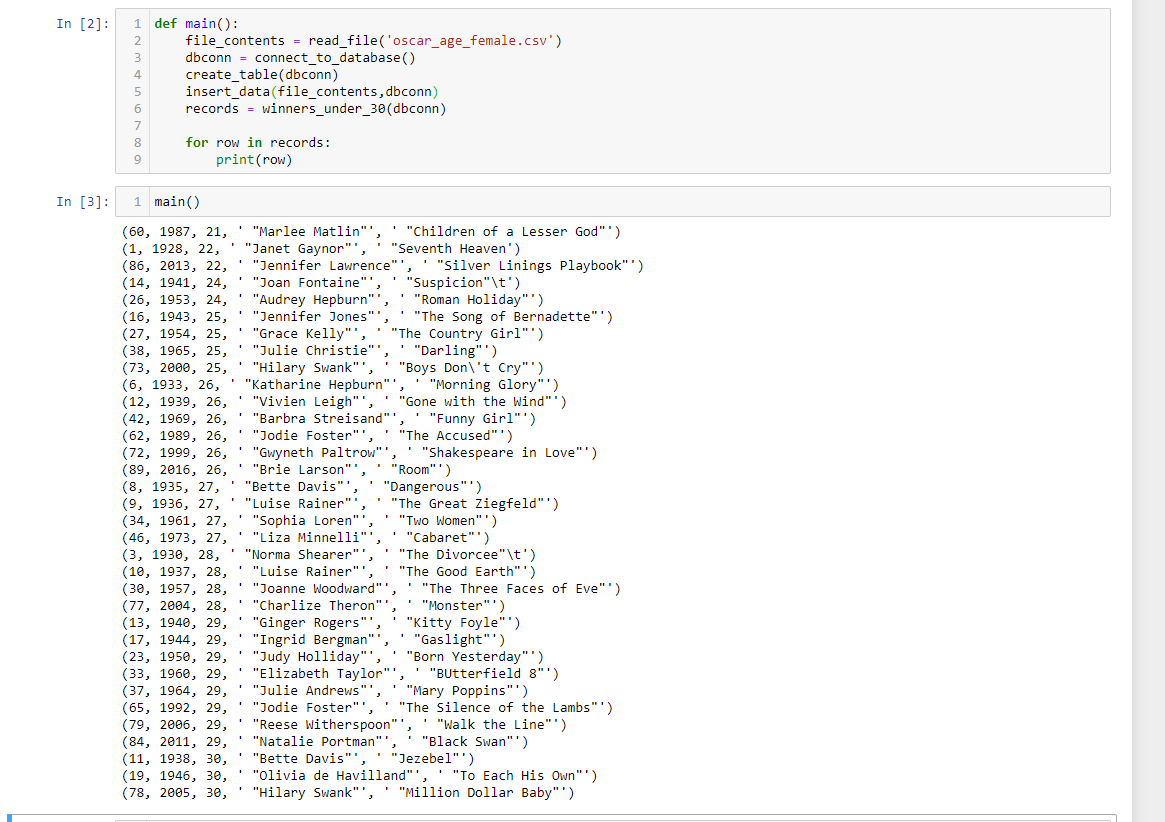 In [2]:
1 def main():
2     file_contents = read_file('oscar_age_female.csv')
3     dbconn = connect_to_database()
4     create_table(dbconn)
5     insert_data(file_contents,dbconn)
6     records = winners_under_30(dbconn)
7
8     for row in records:
9         print(row)
In [3]:
1 main()
(60, 1987, 21, ' "Marlee Matlin"', ' "Children of a Lesser God"')
(1, 1928, 22, ' "Janet Gaynor"', ' "Seventh Heaven')
(86, 2013, 22, ' "Jennifer Lawrence"', ' "Silver Linings Playbook"')
(14, 1941, 24, ' "Joan Fontaine"', ' "Suspicion"\t')
(26, 1953, 24, ' "Audrey Hepburn"', ' "Roman Holiday"')
(16, 1943, 25, ' "Jennifer Jones"', ' "The Song of Bernadette"')
(27, 1954, 25, ' "Grace Kelly"', ' "The Country Girl"')
(38, 1965, 25, ' "Julie Christie"', ' "Darling"')
(73, 2000, 25, ' "Hilary Swank"', ' "Boys Don\'t Cry"')
(6, 1933, 26, ' "Katharine Hepburn"', ' "Morning Glory"')
(12, 1939, 26, ' "Vivien Leigh"', ' "Gone with the Wind"')
(42, 1969, 26, ' "Barbra Streisand"', ' "Funny Girl"')
(62, 1989, 26, ' "Jodie Foster"', ' "The Accused"')
(72, 1999, 26, ' "Gwyneth Paltrow"', ' "Shakespeare in Love"')
(89, 2016, 26, ' "Brie Larson"', ' "Room"')
(8, 1935, 27, ' "Bette Davis"', ' "Dangerous"')
(9, 1936, 27, ' "Luise Rainer"', ' "The Great Ziegfeld"')
(34, 1961, 27, ' "Sophia Loren"', ' "Two Women"')
(46, 1973, 27, ' "Liza Minnelli"', ' "Cabaret"')
(3, 1930, 28, ' "Norma Shearer"', ' "The Divorcee"\t')
(10, 1937, 28, ' "Luise Rainer"', ' "The Good Earth"')
(30, 1957, 28, ' "Joanne Woodward"', ' "The Three Faces of Eve"')
(77, 2004, 28, ' "Charlize Theron"', ' "Monster"')
(13, 1940, 29, ' "Ginger Rogers"', ' "Kitty Foyle"')
(17, 1944, 29, ' "Ingrid Bergman"', ' "Gaslight"')
(23, 1950, 29, ' "Judy Holliday"', ' "Born Yesterday"')
(33, 1960, 29, ' "Elizabeth Taylor"', ' "BUtterfield 8"')
(37, 1964, 29, ' "Julie Andrews"', ' "Mary Poppins"')
(65, 1992, 29, ' "Jodie Foster"', ' "The Silence of the Lambs"')
(79, 2006, 29, ' "Reese Witherspoon"', ' "Walk the Line"')
(84, 2011, 29, ' "Natalie Portman"', ' "Black Swan"')
(11, 1938, 30, ' "Bette Davis"', ' "Jezebel"')
(19, 1946, 30, ' "Olivia de Havilland"', ' "To Each His Own"')
(78, 2005, 30, ' "Hilary Swank"', ' "Million Dollar Baby"')